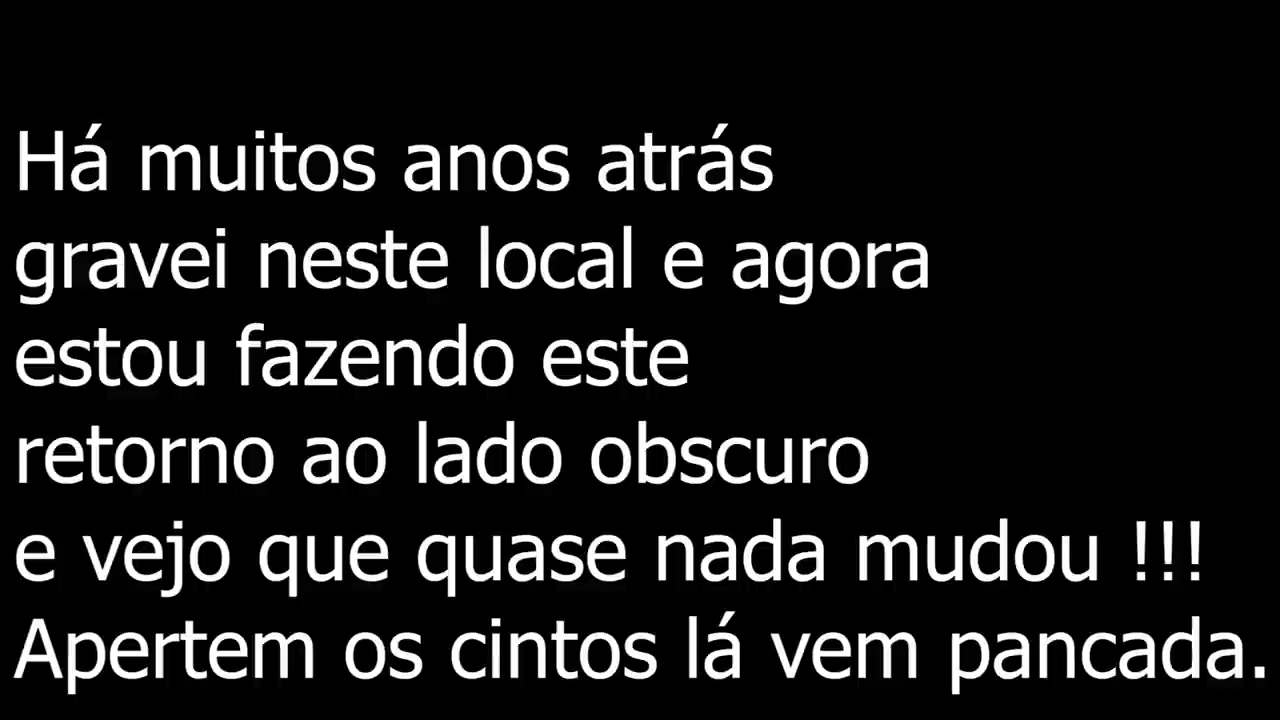 Há muitos anos atrás
gravei neste local e agora
estou fazendo este
retorno ao lado obscuro
e vejo que quase nada mudou !!!
Apertem os cintos lá vem pancada.